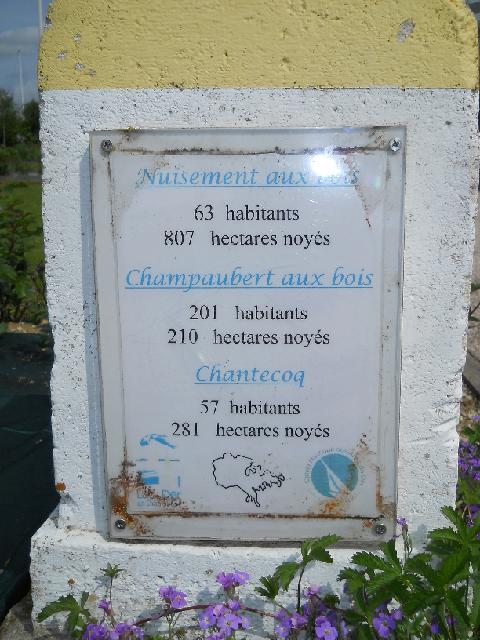 Nuisement aux bois
63 habitants
807 hectares noyés
Champaubert aux bois
201 habitants
210 hectares noyés
Chantecoq
57 habitants
281 hectares noyés